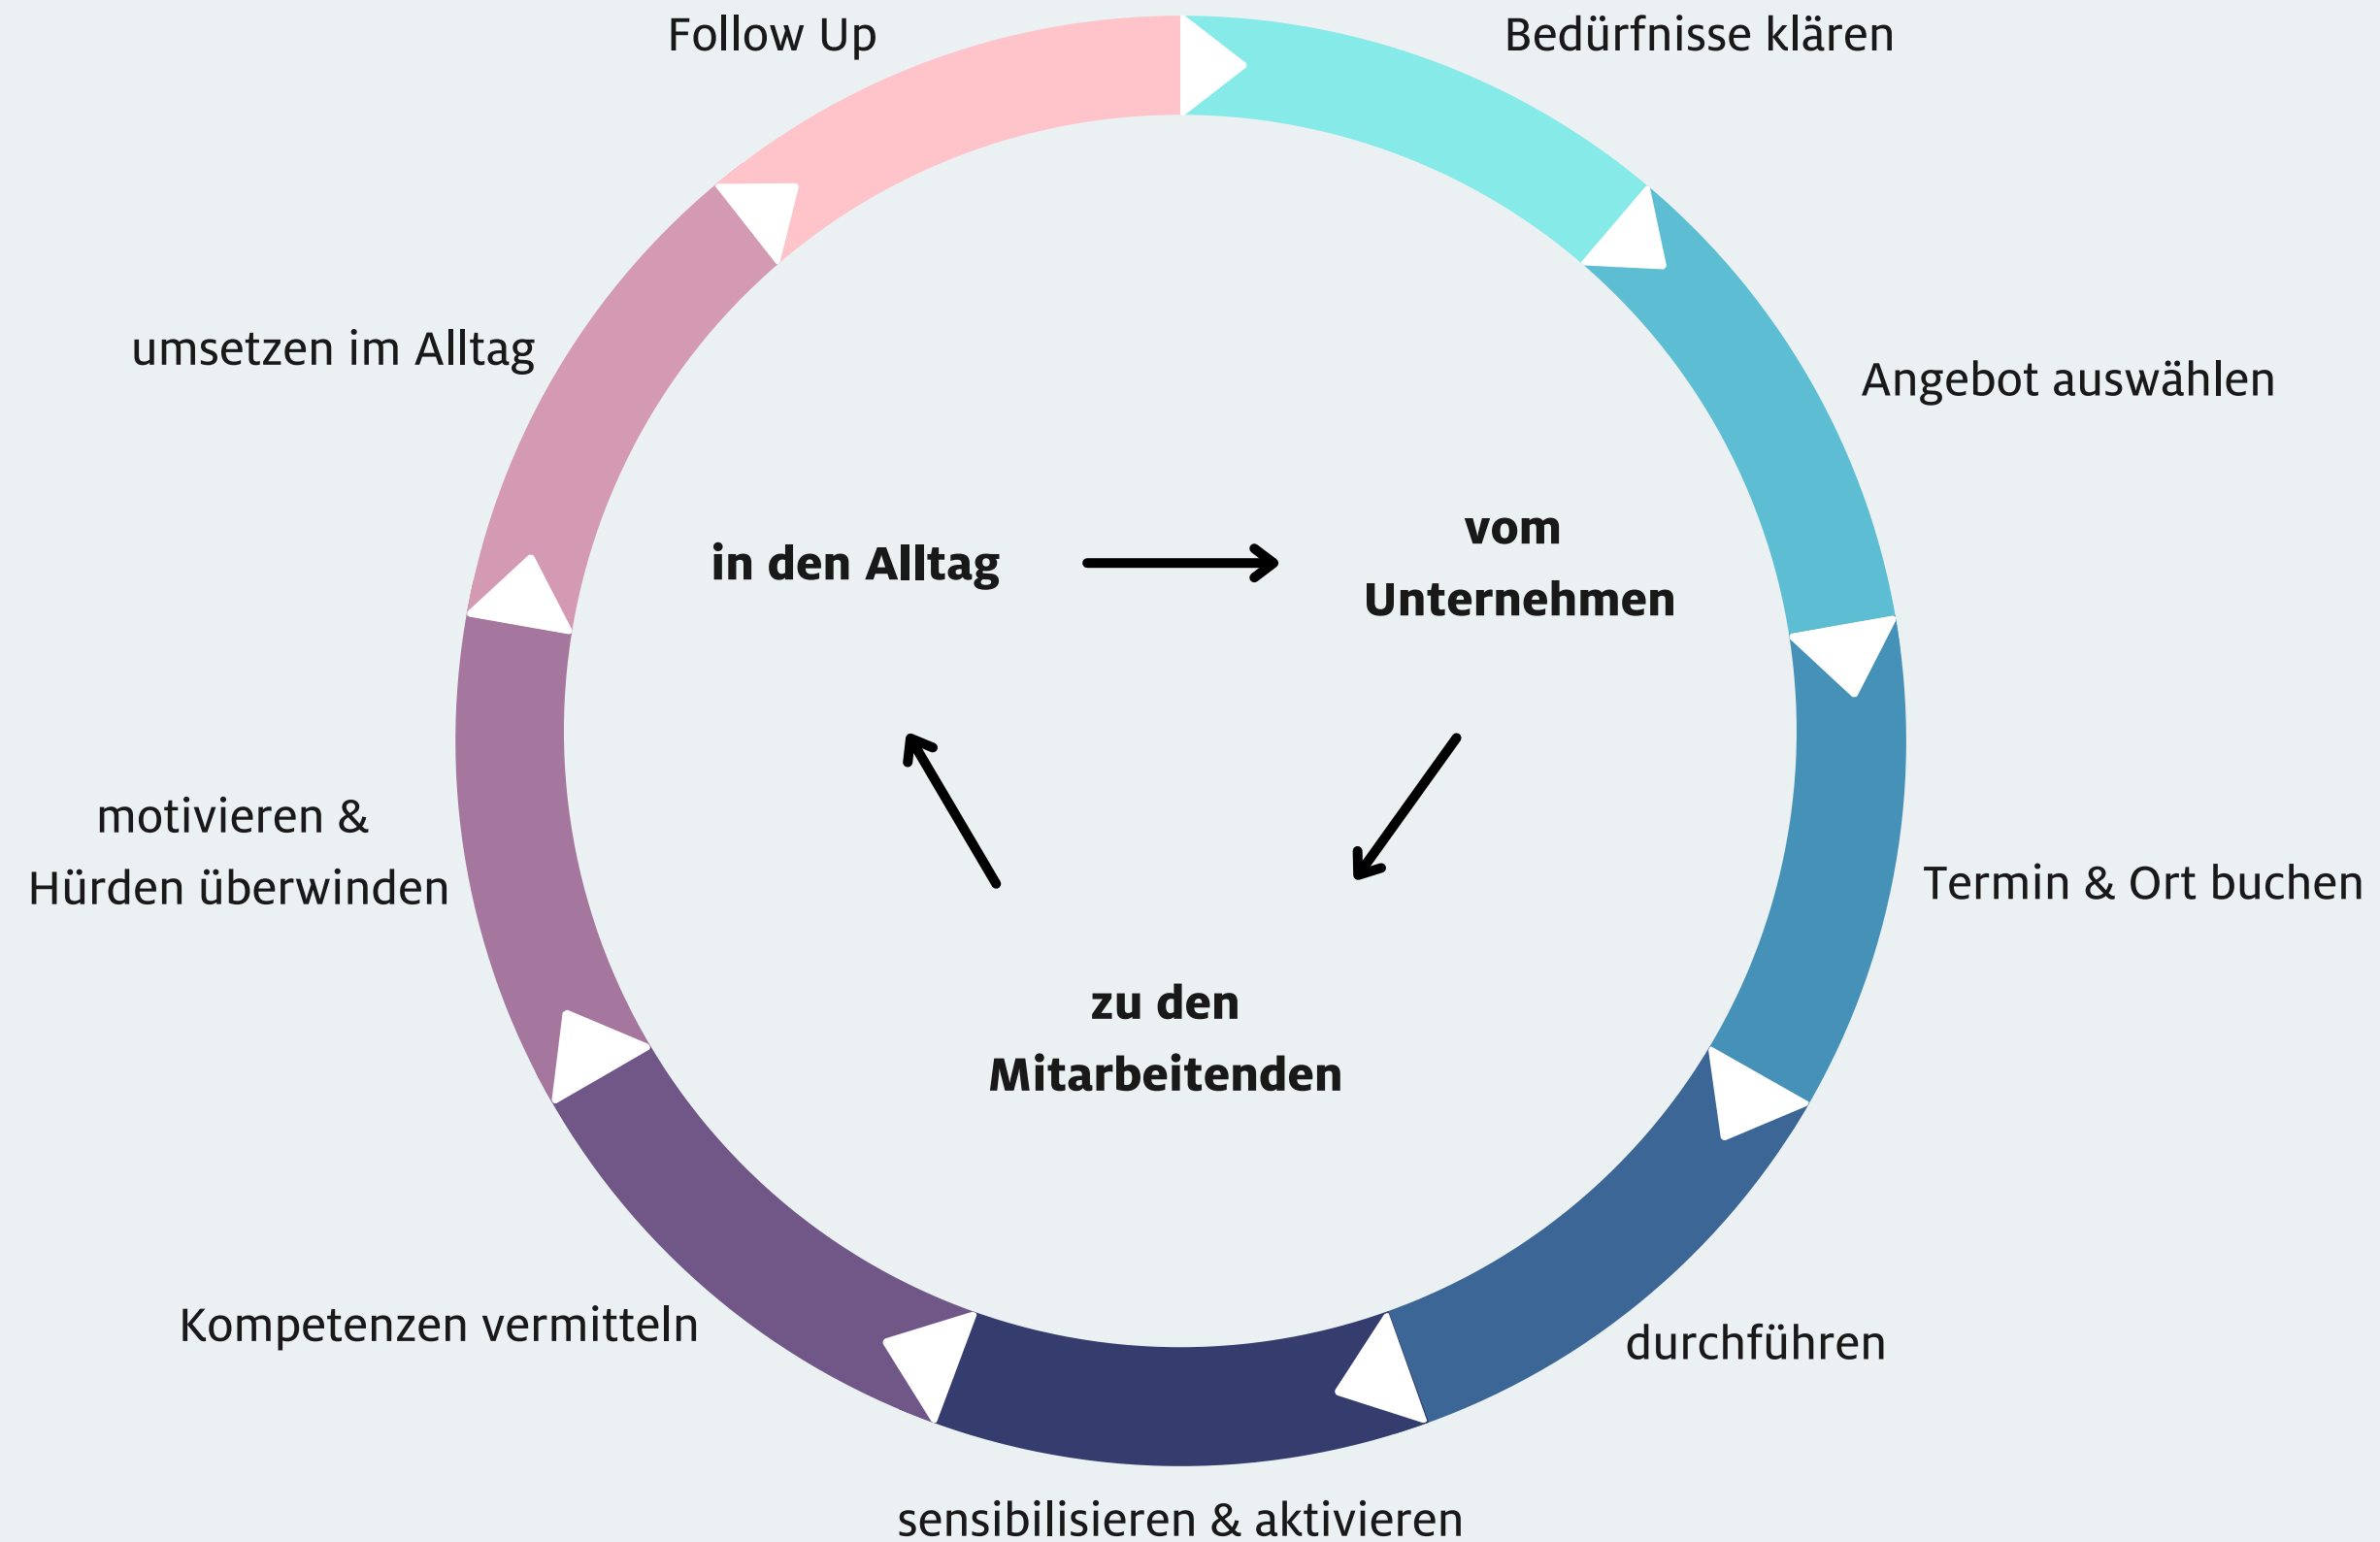 Follow Up
Bedürfnisse klären
umsetzen im Alltag
Angebot auswählen
in den Alltag
vom
Unternehmen
motivieren &
Hürden überwinden
Termin & Ort buchen
zu den
Mitarbeitenden
Kompetenzen vermitteln
durchführen
sensibilisieren & aktivieren